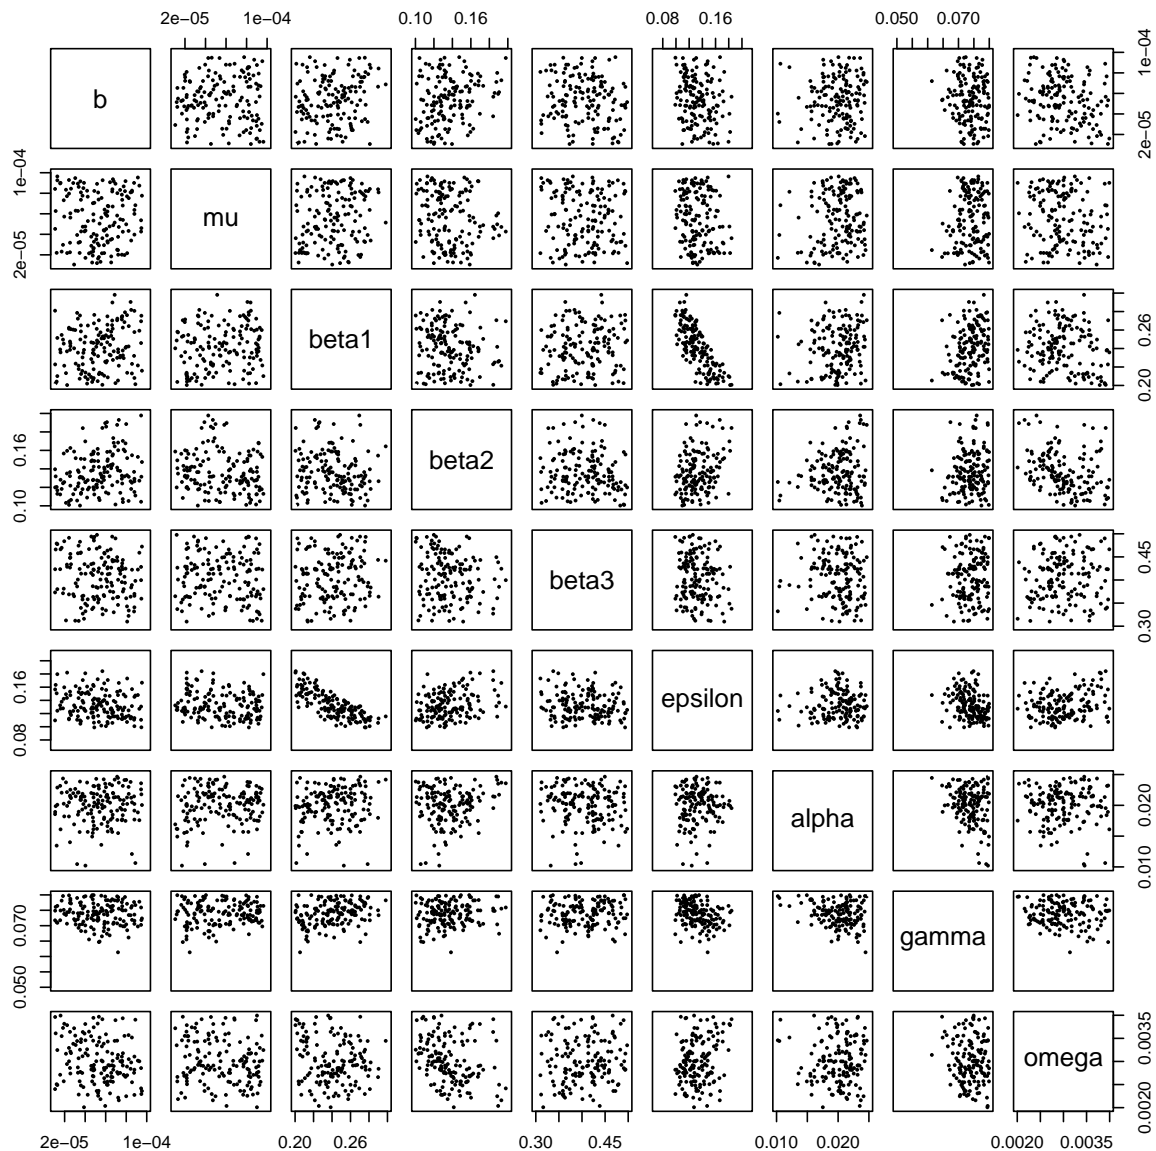 2e−05 1e−04 0.10 0.16 0.08 0.16 0.050 0.070
b
2e−05 1e−04
2e−05 1e−04
mu
beta1
0.20 0.26
0.10 0.16
beta2
beta3
0.30 0.45
0.08 0.16
epsilon
alpha
0.010 0.020
0.050 0.070
gamma
omega
0.0020 0.0035
2e−05 1e−04 0.20 0.26 0.30 0.45 0.010 0.020 0.0020 0.0035